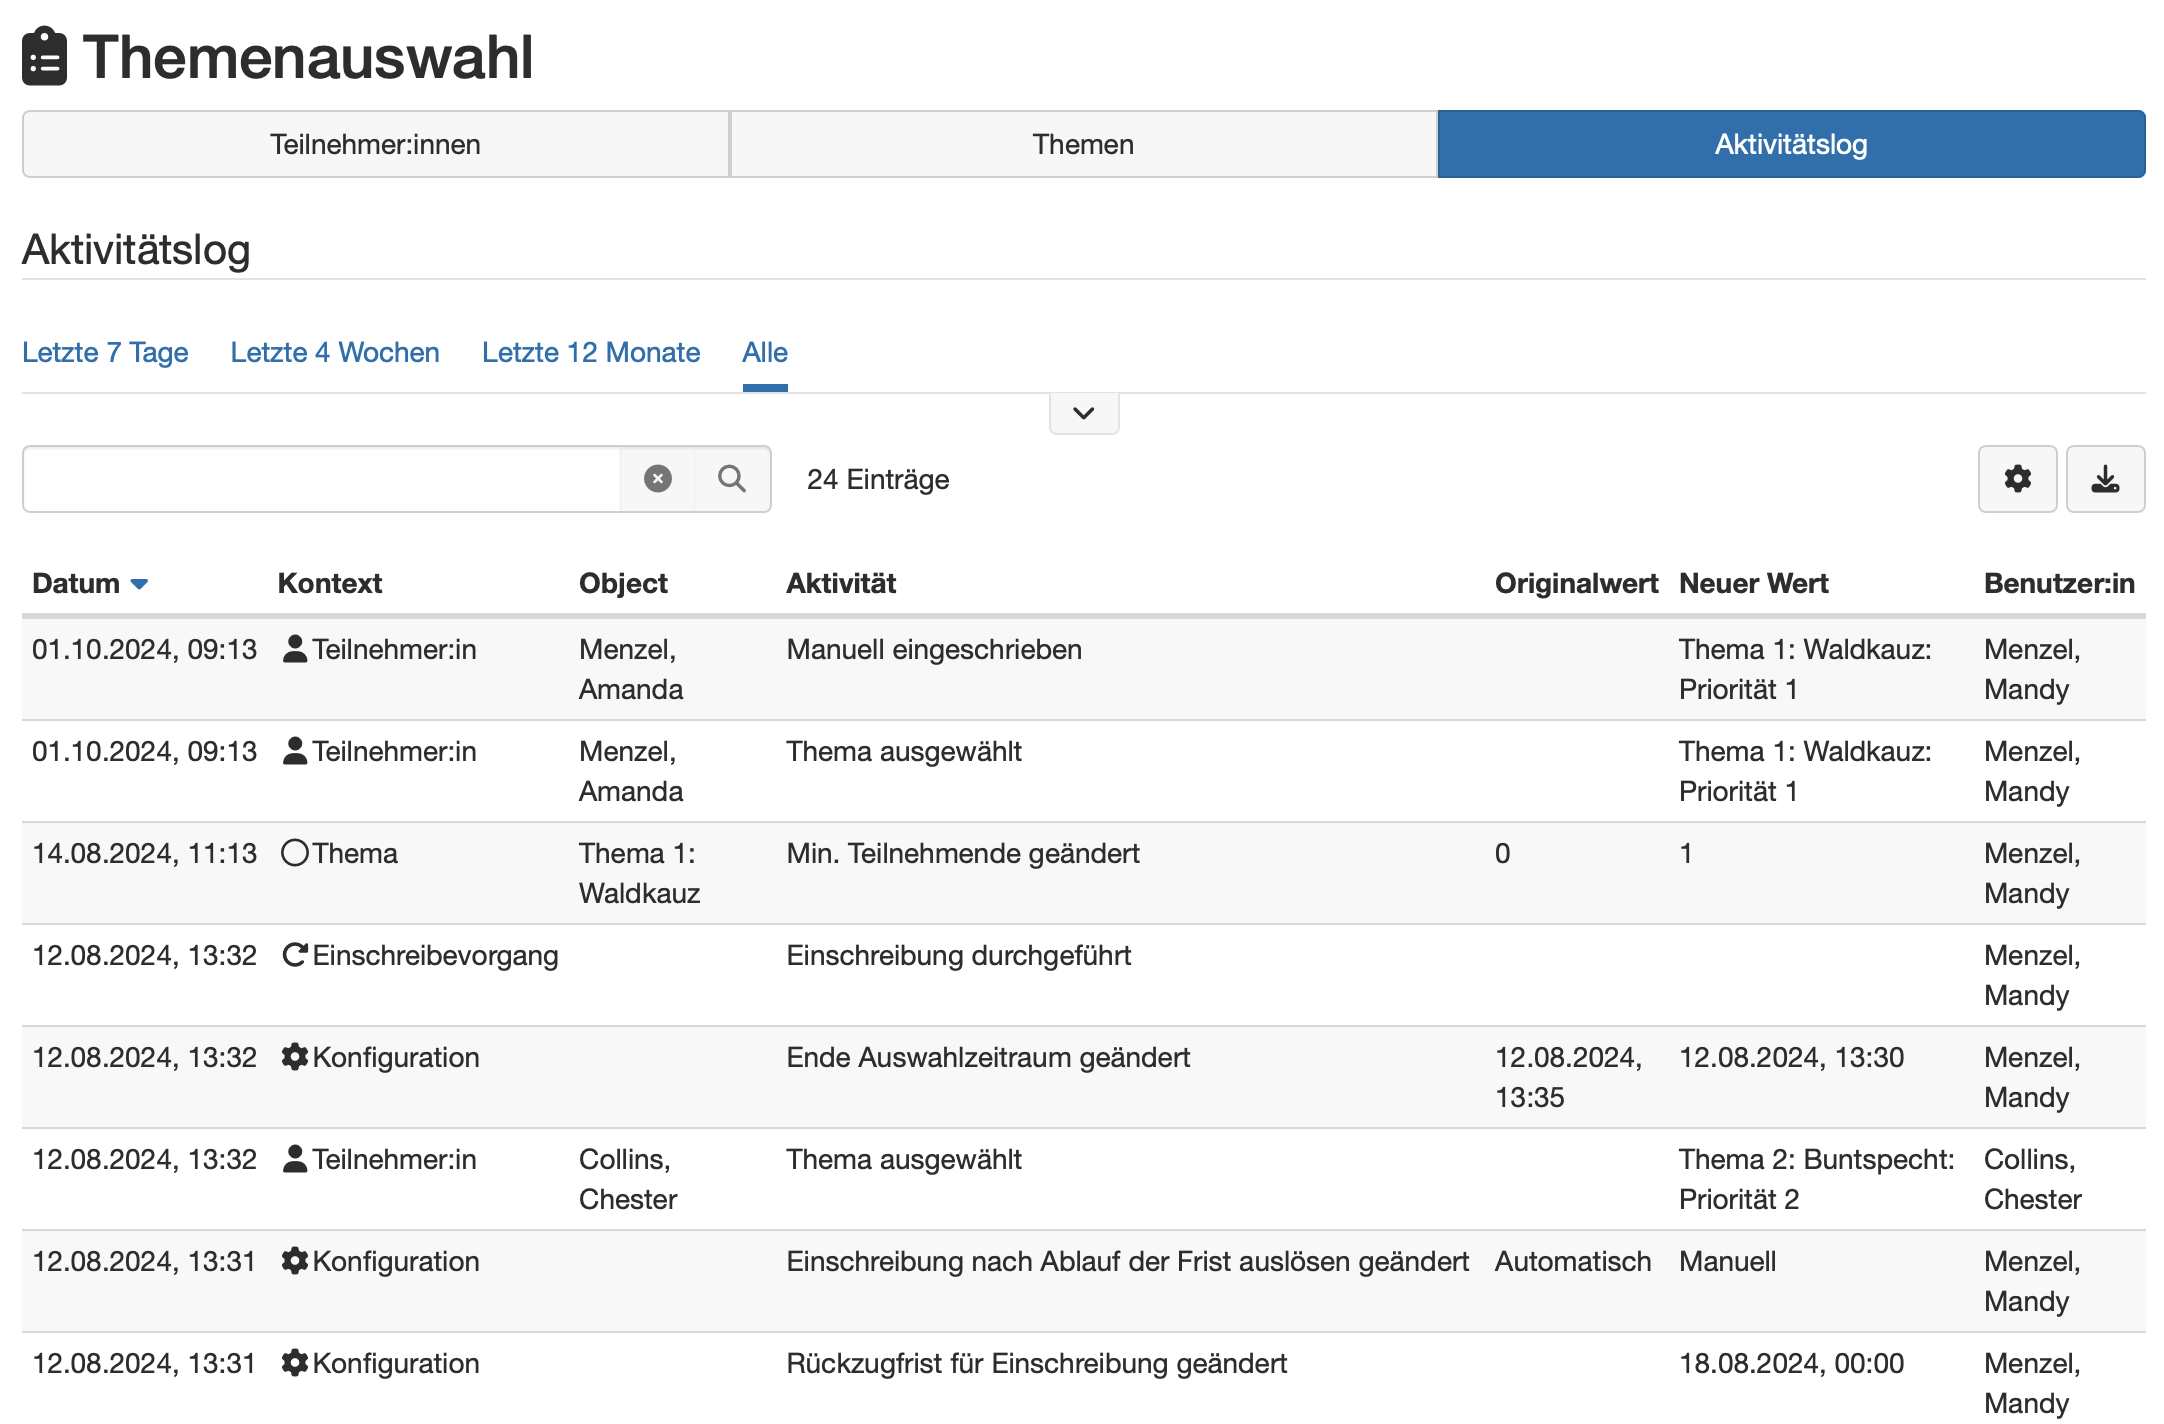 Themenauswahl
Teilnehmer:innen Themen Aktivitätslog
Aktivitätslog
Letzte 7 Tage Letzte 4 Wochen Letzte 12 Monate Alle
24 Einträge
Datum Kontext Object Aktivität Originalwert Neuer Wert Benutzer:in
01.10.2024, 09:13 Teilnehmer:in Menzel, Manuell eingeschrieben Thema 1: Waldkauz: Menzel,
Amanda Priorität 1 Mandy
01.10.2024, 09:13 Teilnehmer:in Menzel, Thema ausgewählt Thema 1: Waldkauz: Menzel,
Amanda Priorität 1 Mandy
14.08.2024, 11:13 Thema Thema 1: Min. Teilnehmende geändert 0 1 Menzel,
Waldkauz Mandy
12.08.2024, 13:32 Einschreibevorgang Einschreibung durchgeführt Menzel,
Mandy
12.08.2024, 13:32 Konfiguration Ende Auswahlzeitraum geändert 12.08.2024, 12.08.2024, 13:30 Menzel,
13:35 Mandy
12.08.2024, 13:32 Teilnehmer:in Collins, Thema ausgewählt Thema 2: Buntspecht: Collins,
Chester Priorität 2 Chester
12.08.2024, 13:31 Konfiguration Einschreibung nach Ablauf der Frist auslösen geändert Automatisch Manuell Menzel,
Mandy
12.08.2024, 13:31 Konfiguration Rückzugfrist für Einschreibung geändert 18.08.2024, 00:00 Menzel,
Mandy